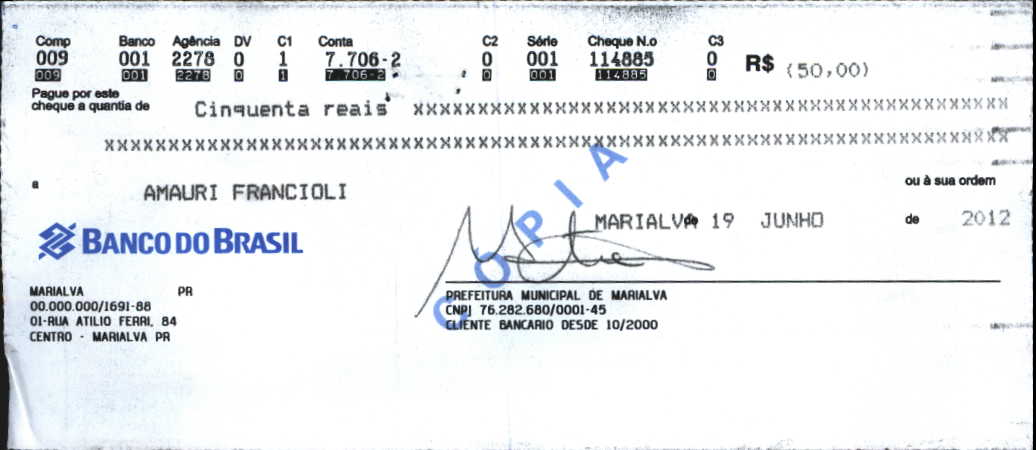 Comp Banco Agência DV C1 Conta C2 Série Cheque N.o C3
009 001 2278 0 1 7.706-2 0 001 114885 0 R$ (50,00)
009 001 2278 0 1 7 706-2 0 001 114885 0
Pague por este
cheque a quantia de Cinquenta reais xxxxxxxxxxxxxxxxxxxxxxxxxxxxxxxxxxxxxxxxxxxxxxxxxxxxxxx
xxxxxxxxxxxxxxxxxxxxxxxxxxxxxxxxxxxxxxxxxxxxxxxxxxxxxxxxxxxxxxxxxxxxxxxxxxxxxxxxxxx
a AMAURI FRANCIOLI ou à sua ordem
MARIALVA de 19 JUNHO de 2012
BANCO DO BRASIL
CÓPIA
MARIALVA PR
00.000.000/1691-88
01-RUA ATILIO FERRI, 84
CENTRO - MARIALVA PR
PREFEITURA MUNICIPAL DE MARIALVA
CNPJ 76.282.680/0001-45
CLIENTE BANCARIO DESDE 10/2000